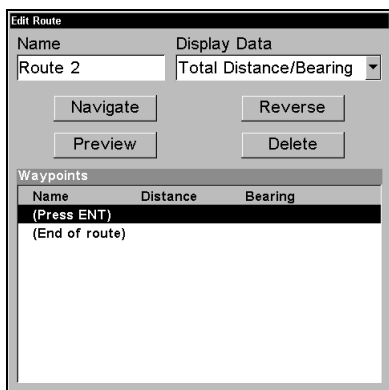 Edit Route
Name Display Data
Route 2 Total Distance/Bearing
Navigate Reverse
Preview Delete
Waypoints
Name Distance Bearing
(Press ENT)
(End of route)